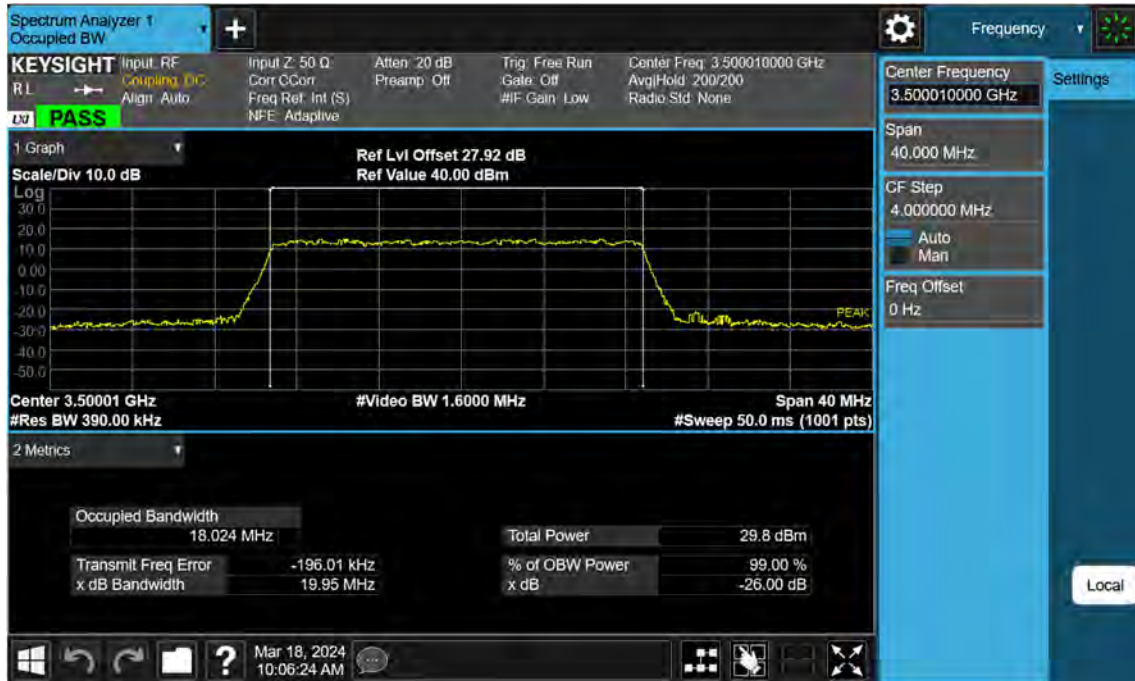 Spectrum Analyzer 1
Occupied BW
+
Frequency
KEYSIGHT
Input: RF
Coupling: DC
Align: Auto
RL
LXI
PASS
Input Z: 50 Ω
Corr CCorr
Freq Ref: Int (S)
NFE: Adaptive
Atten: 20 dB
Preamp: Off
Trig: Free Run
Gate: Off
#IF Gain: Low
Center Freq: 3.500010000 GHz
Avg|Hold: 200/200
Radio Std: None
Center Frequency
3.500010000 GHz
Settings
Span
40.000 MHz
CF Step
4.000000 MHz
Auto
Man
Freq Offset
0 Hz
1 Graph
Scale/Div 10.0 dB
Ref Lvl Offset 27.92 dB
Ref Value 40.00 dBm
Log
30.0
20.0
10.0
0.00
-10.0
-20.0
-30.0
-40.0
-50.0
PEAK
Center 3.50001 GHz
#Video BW 1.6000 MHz
Span 40 MHz
#Res BW 390.00 kHz
#Sweep 50.0 ms (1001 pts)
2 Metrics
Occupied Bandwidth
18.024 MHz
Total Power 29.8 dBm
Transmit Freq Error -196.01 kHz
% of OBW Power 99.00 %
x dB Bandwidth 19.95 MHz
x dB -26.00 dB
Local
?
Mar 18, 2024
10:06:24 AM